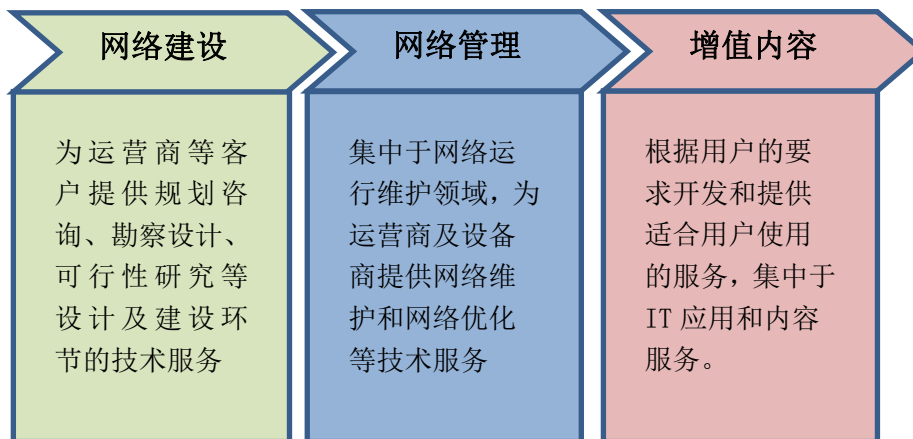 网络建设
为运营商等客
户提供规划咨
询、勘察设计、
可行性研究等
设计及建设环
节的技术服务
网络管理
集中于网络运
行维护领域，为
运营商及设备
商提供网络维
护和网络优化
等技术服务
增值内容
根据用户的要
求开发和提供
适合用户使用
的服务，集中于
IT 应用和内容
服务。